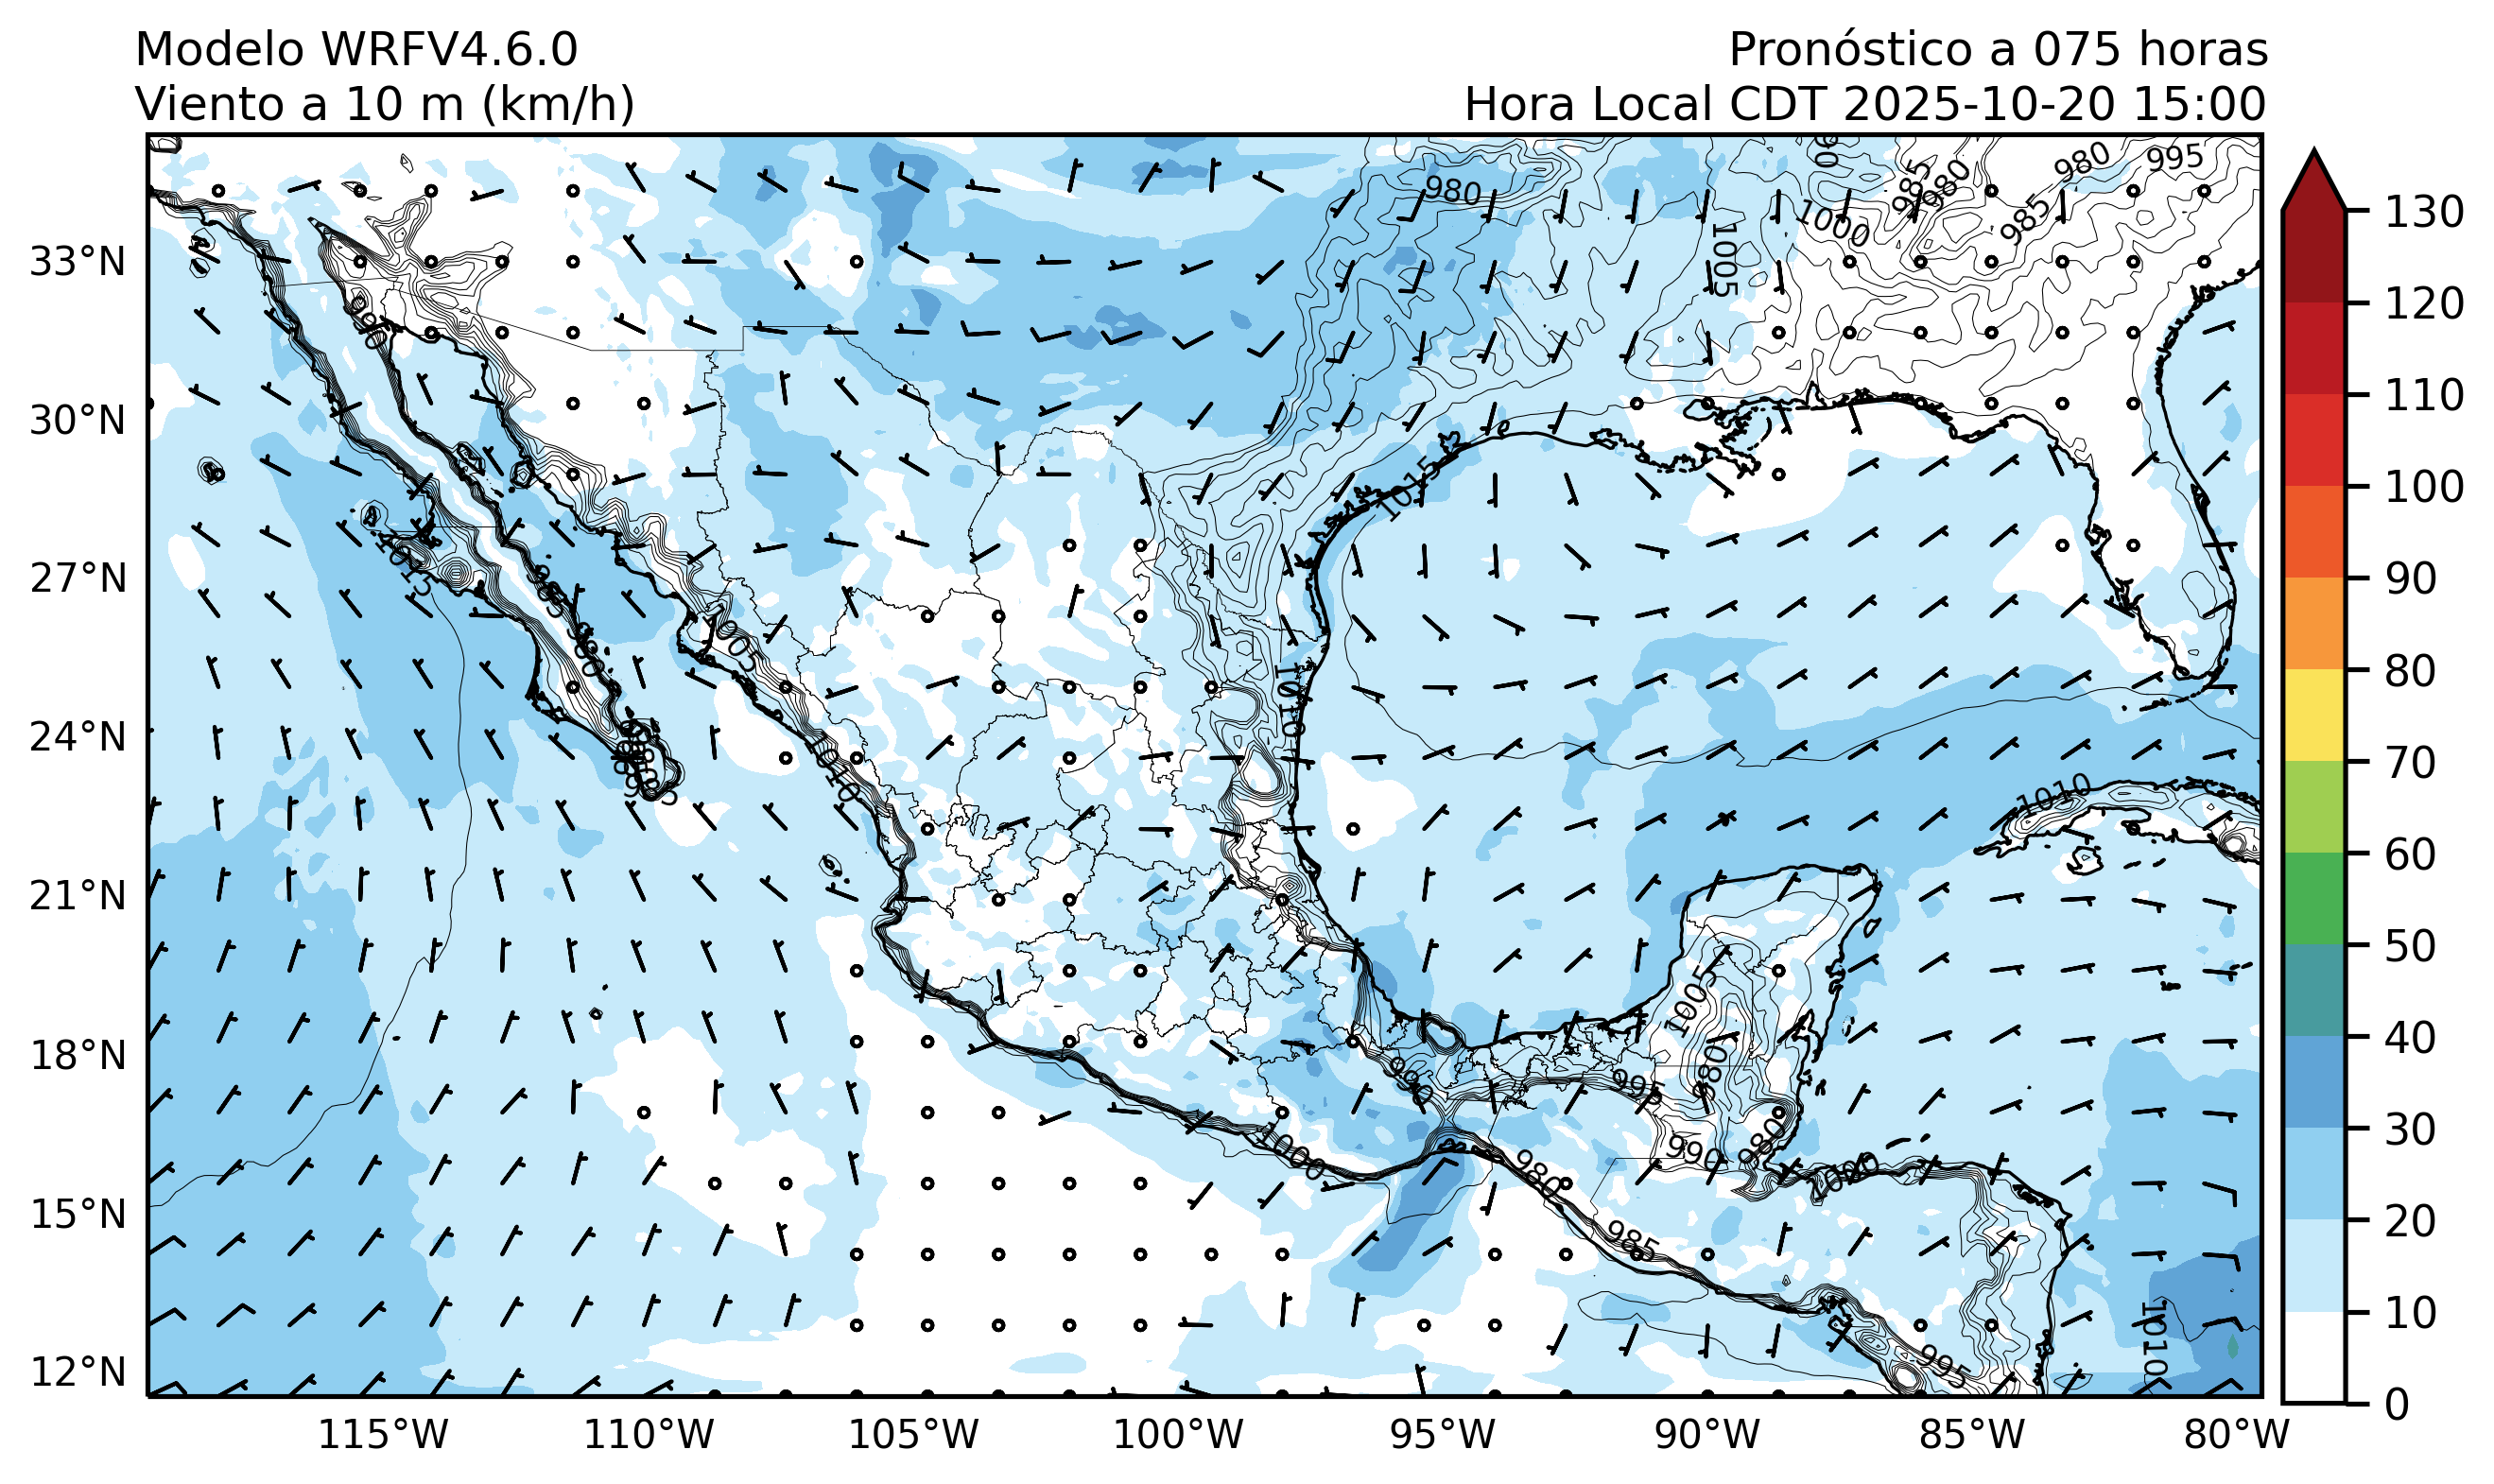 Modelo WRFV4.6.0
Pronóstico a 075 horas
Viento a 10 m (km/h)
Hora Local CDT 2025-10-20 15:00
33°N
30°N
27°N
24°N
21°N
18°N
15°N
12°N
115°W
110°W
105°W
100°W
95°W
90°W
85°W
80°W
130
120
110
100
90
80
70
60
50
40
30
20
10
0
980
985
980
980
995
985
1000
1005
990
1015
1005
1010
1010
1010
1005
980
990
995
990
980
1000
1000
980
985
995
1010